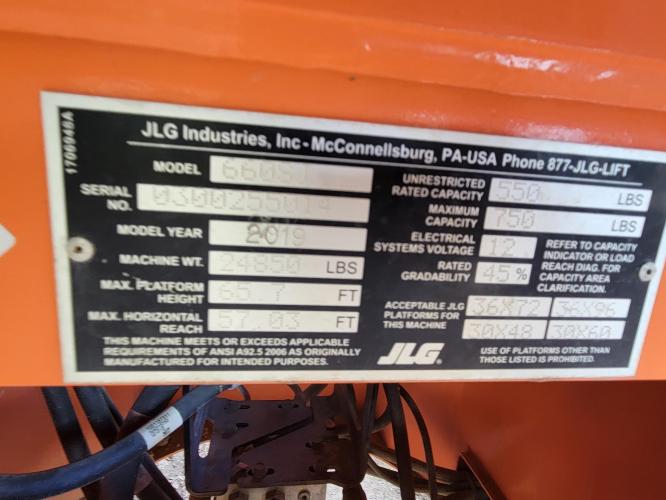 1706948A
JLG Industries, Inc - McConnellsburg, PA-USA Phone 877-JLG-LIFT
MODEL 660SJ
SERIAL NO. 0300255014
MODEL YEAR 2019
MACHINE WT. 24850 LBS
MAX. PLATFORM HEIGHT FT
MAX. HORIZONTAL REACH 57.03 FT
THIS MACHINE MEETS OR EXCEEDS APPLICABLE
REQUIREMENTS OF ANSI A92.5 2006 AS ORIGINALLY
MANUFACTURED FOR INTENDED PURPOSES.
UNRESTRICTED RATED CAPACITY 550 LBS
MAXIMUM CAPACITY 750 LBS
ELECTRICAL SYSTEMS VOLTAGE 12
RATED GRADABILITY 45%
REFER TO CAPACITY
INDICATOR OR LOAD
REACH DIAG. FOR
CAPACITY AREA
CLARIFICATION.
ACCEPTABLE JLG
PLATFORMS FOR
THIS MACHINE
36X72 36X96
30X48 30X60
JLG®
USE OF PLATFORMS OTHER THAN
THOSE LISTED IS PROHIBITED.